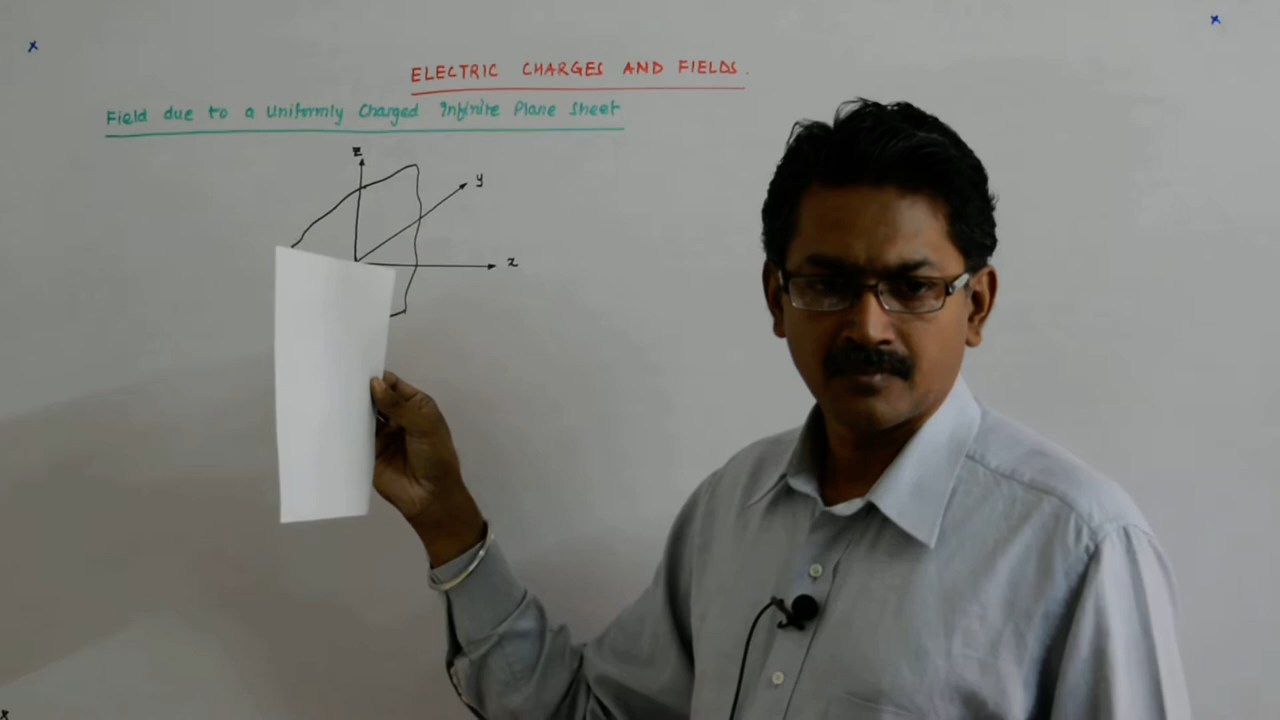 ELECTRIC CHARGES AND FIELDS.
Field due to a Uniformly Charged Infinite Plane Sheet
z
y
x